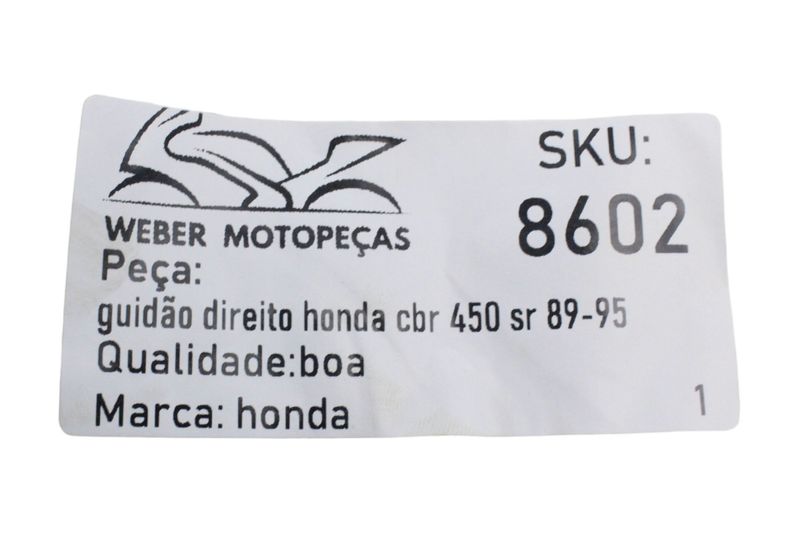 WEBER MOTOPEÇAS
SKU:
8602
Peça:
guidão direito honda cbr 450 sr 89-95
Qualidade:boa
Marca: honda
1